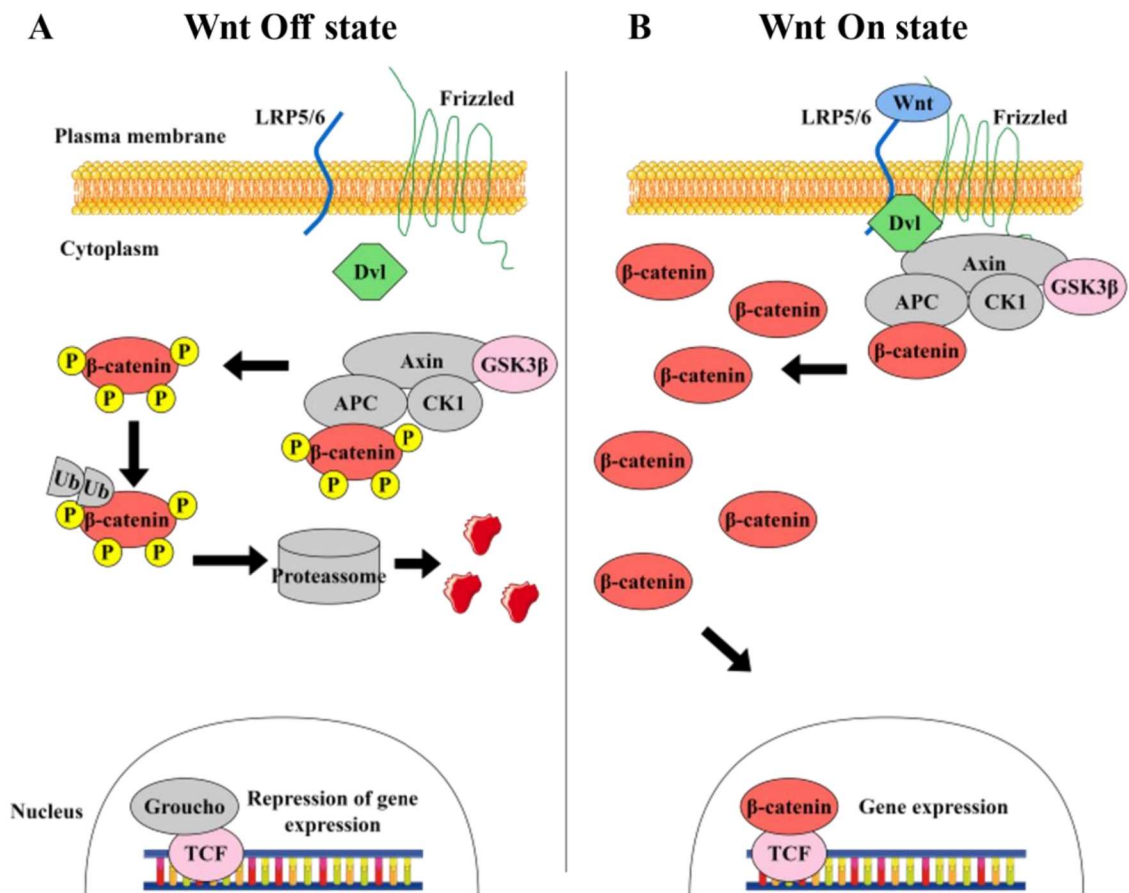 A
Wnt Off state
Plasma membrane
LRP5/6
Frizzled
Cytoplasm
Dvl
Axin
GSK3β
APC
CK1
P
β-catenin
P
P
P
P
β-catenin
P
P
P
Ub
Ub
P
β-catenin
P
P
P
Proteassome
Nucleus
Groucho
TCF
Repression of gene
expression
B
Wnt On state
LRP5/6
Wnt
Frizzled
Dvl
Axin
GSK3β
APC
CK1
β-catenin
β-catenin
β-catenin
β-catenin
β-catenin
β-catenin
β-catenin
β-catenin
TCF
Gene expression